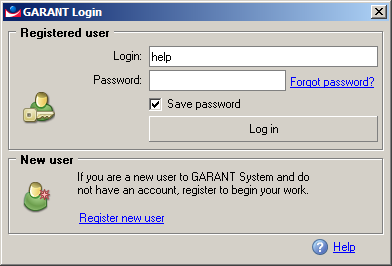 GARANT Login
Registered user
Login: help
Password: Forgot password?
Save password
Log in
New user
If you are a new user to GARANT System and do
not have an account, register to begin your work.
Register new user
Help